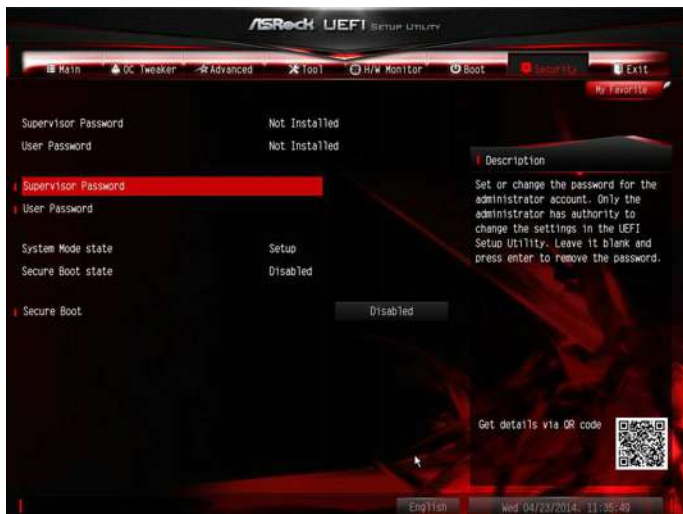 ASRock UEFI SETUP UTILITY
Main OC Tweaker Advanced Tool H/W Monitor Boot Security Exit
My Favorite
Supervisor Password Not Installed
User Password Not Installed
Description
Supervisor Password
User Password
Set or change the password for the
administrator account. Only the
administrator has authority to
change the settings in the UEFI
Setup Utility. Leave it blank and
press enter to remove the password.
System Mode state Setup
Secure Boot state Disabled
Secure Boot Disabled
Get details via QR code
English Wed 04/23/2014. 11:35:49